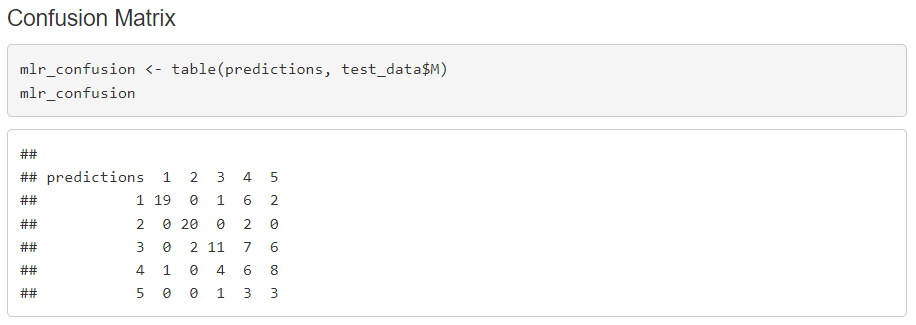 Confusion Matrix
mlr_confusion <- table(predictions, test_data$M)
mlr_confusion
##
## predictions  1  2  3  4  5
##           1 19  0  1  6  2
##           2  0 20  0  2  0
##           3  0  2 11  7  6
##           4  1  0  4  6  8
##           5  0  0  1  3  3